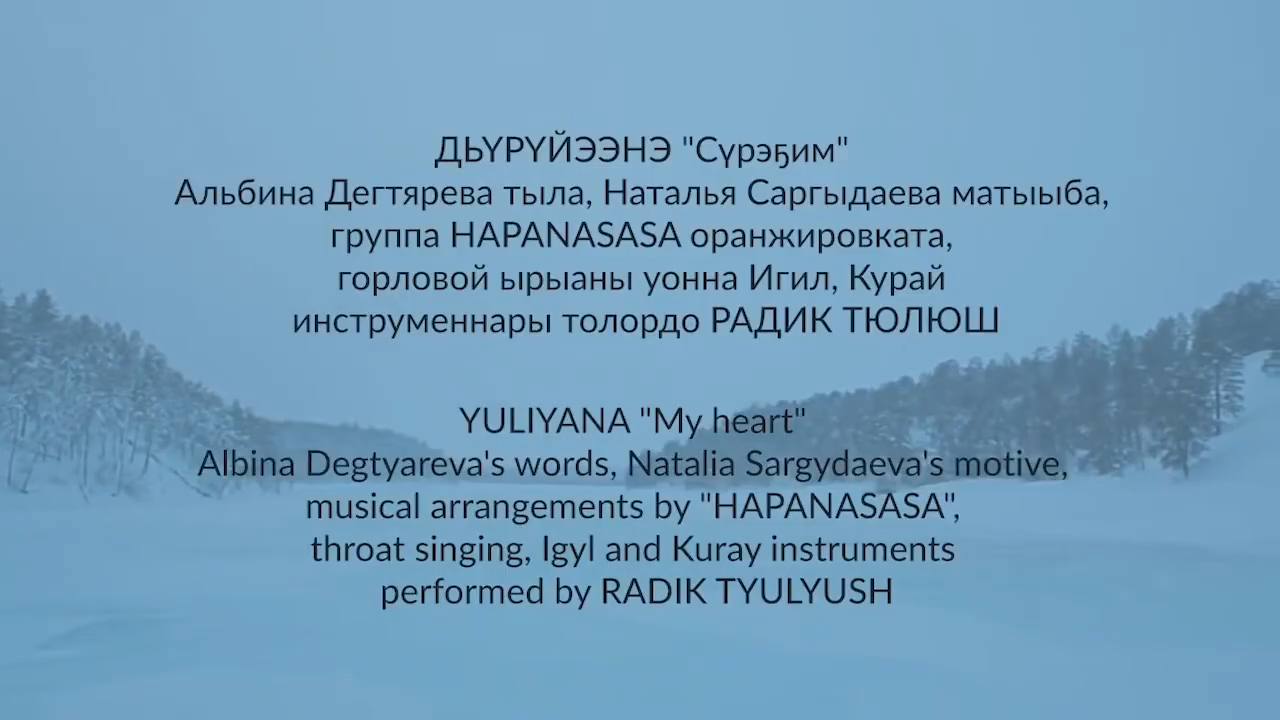 ДЬҮРҮЙЭЭНЭ "Сүрэҕим"
Альбина Дегтярева тыла, Наталья Саргыдаева матыыба,
группа HAPANASASA оранжировката,
горловой ырыаны уонна Игил, Курай
инструменнары толордо РАДИК ТЮЛЮШ
YULIYANA "My heart"
Albina Degtyareva's words, Natalia Sargydaeva's motive,
musical arrangements by "HAPANASASA",
throat singing, Igyl and Kuray instruments
performed by RADIK TYULYUSH